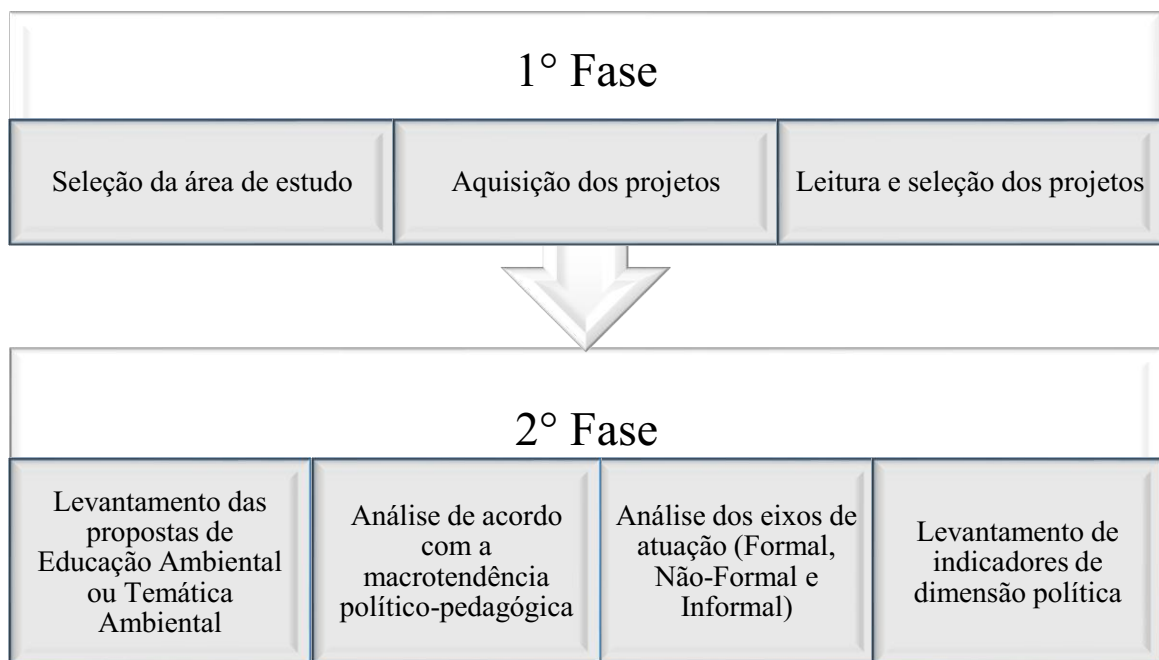 1° Fase
Seleção da área de estudo
Aquisição dos projetos
Leitura e seleção dos projetos
2° Fase
Levantamento das
propostas de
Educação Ambiental
ou Temática
Ambiental
Análise de acordo
com a
macrotendência
político-pedagógica
Análise dos eixos de
atuação (Formal,
Não-Formal e
Informal)
Levantamento de
indicadores de
dimensão política